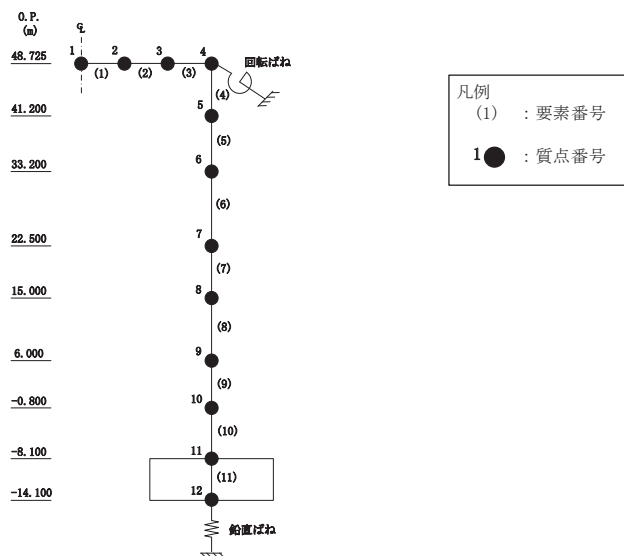 O.P.
(m)
℄
48.725
1 2 3 4
回転ばね
(1) (2) (3)
(4)
41.200
5
(5)
33.200
6
(6)
22.500
7
(7)
15.000
8
(8)
6.000
9
(9)
-0.800
10
(10)
-8.100
11
(11)
-14.100
12
鉛直ばね
凡例
(1) : 要素番号
1 : 質点番号